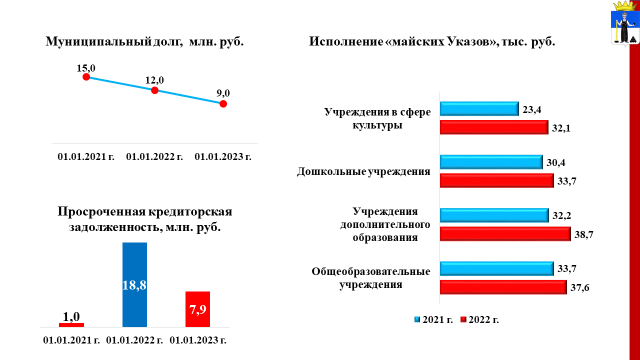 Муниципальный долг, млн. руб.
15,0
12,0
9,0
01.01.2021 г. 01.01.2022 г. 01.01.2023 г.
Просроченная кредиторская
задолженность, млн. руб.
1,0
18,8
7,9
01.01.2021 г. 01.01.2022 г. 01.01.2023 г.
Исполнение «майских Указов», тыс. руб.
Учреждения в сфере
культуры
23,4
32,1
Дошкольные учреждения
30,4
33,7
Учреждения
дополнительного
образования
32,2
38,7
Общеобразовательные
учреждения
33,7
37,6
2021 г. 2022 г.